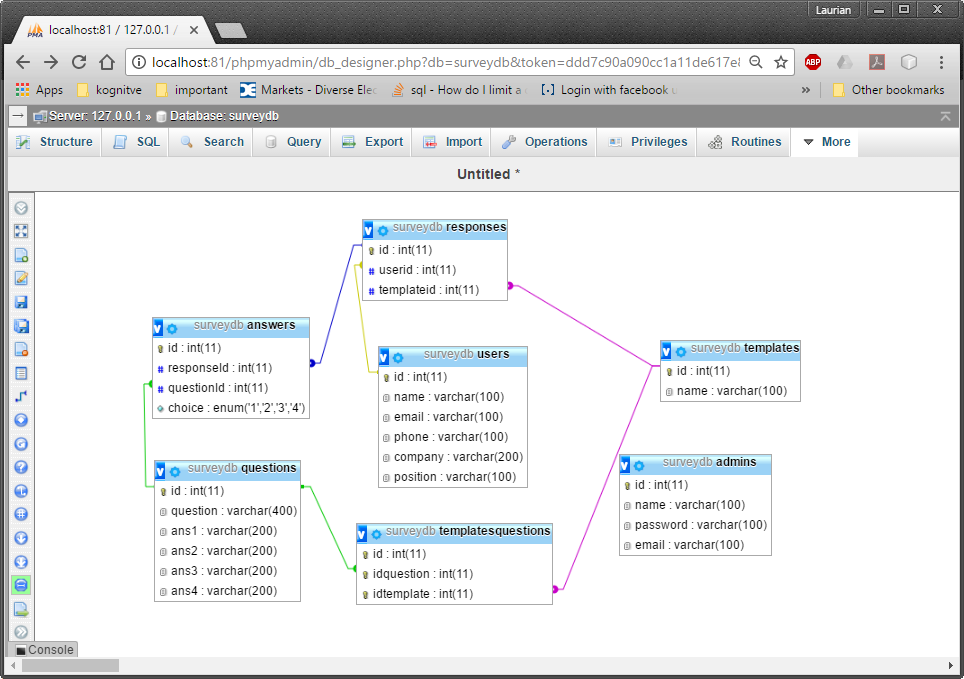 Laurian
localhost:81 / 127.0.0.1 /
localhost:81/phpmyadmin/db_designer.php?db=surveydb&token=ddd7c90a090cc1a11de617e8
ABP
Apps kognitve important Markets - Diverse Elec sql - How do I limit a Login with facebook u » Other bookmarks
Server: 127.0.0.1 » Database: surveydb
Structure SQL Search Query Export Import Operations Privileges Routines More
Untitled *
surveydb responses
id : int(11)
userid : int(11)
templateid : int(11)
surveydb answers
id : int(11)
responseId : int(11)
questionId : int(11)
choice : enum('1','2','3','4')
surveydb users
id : int(11)
name : varchar(100)
email : varchar(100)
phone : varchar(100)
company : varchar(200)
position : varchar(100)
surveydb templates
id : int(11)
name : varchar(100)
surveydb admins
id : int(11)
name : varchar(100)
password : varchar(100)
email : varchar(100)
surveydb questions
id : int(11)
question : varchar(400)
ans1 : varchar(200)
ans2 : varchar(200)
ans3 : varchar(200)
ans4 : varchar(200)
surveydb templatesquestions
id : int(11)
idquestion : int(11)
idtemplate : int(11)
Console